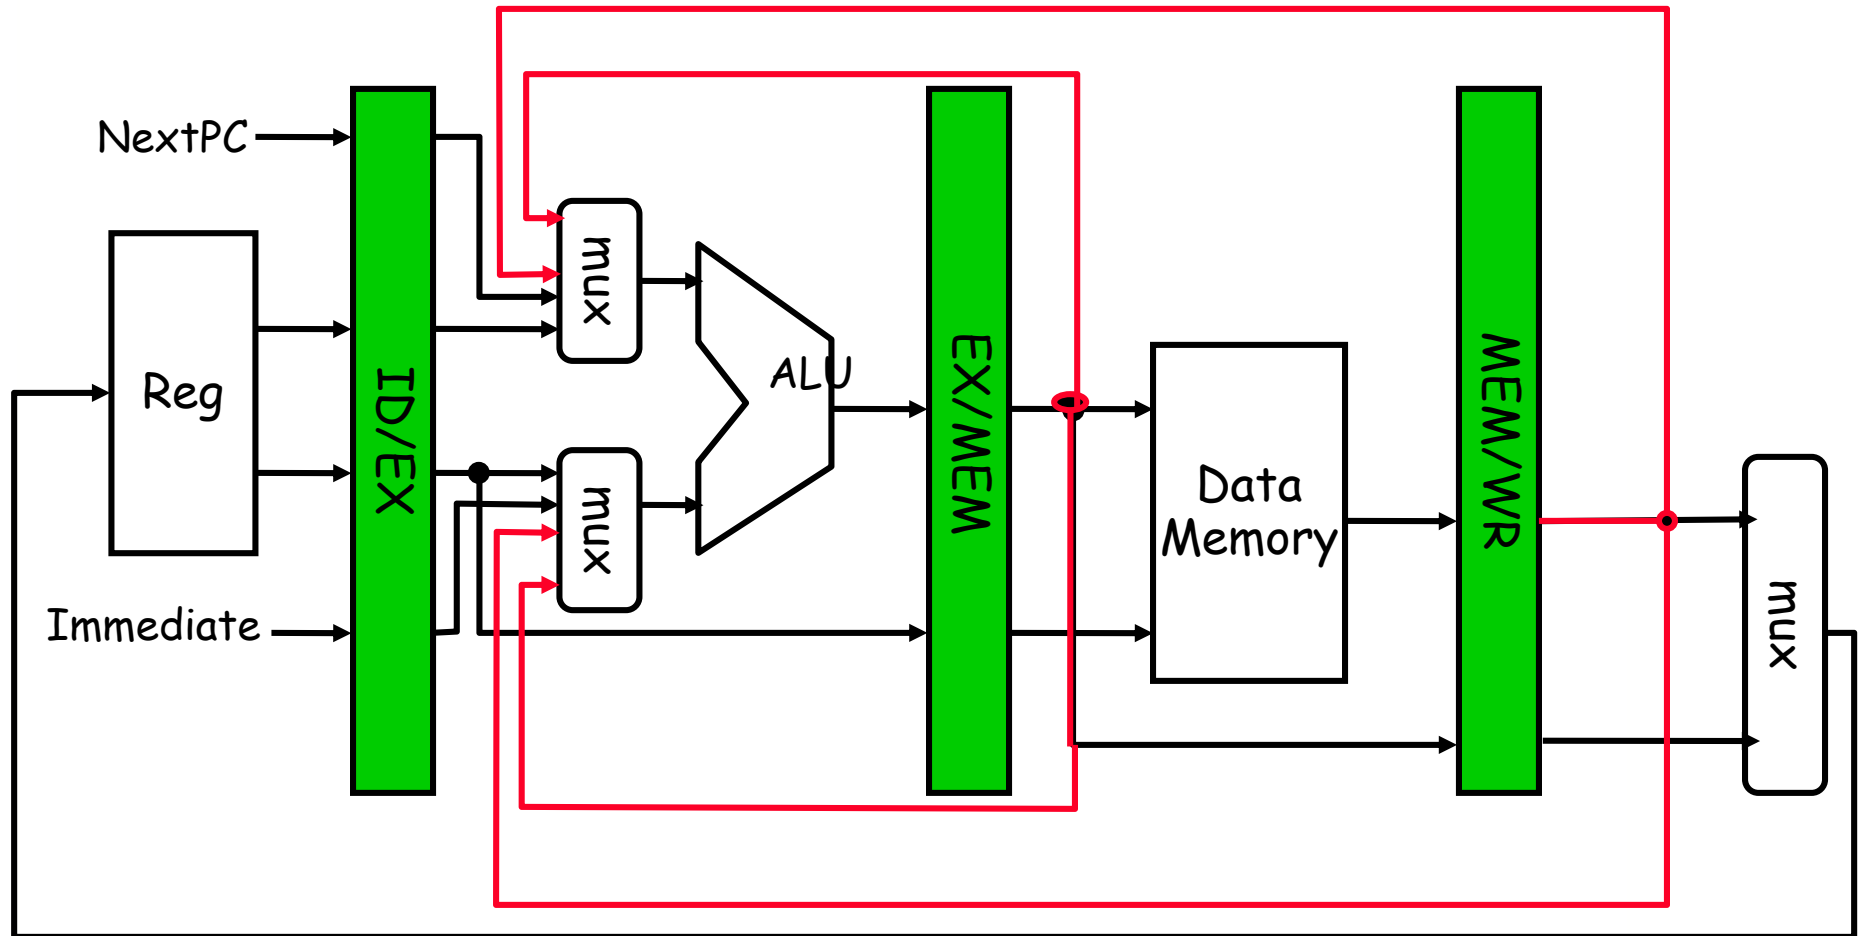 NextPC
mux
Reg
ID/EX
ALU
EX/MEM
MEM/WR
Data
Memory
mux
Immediate
mux